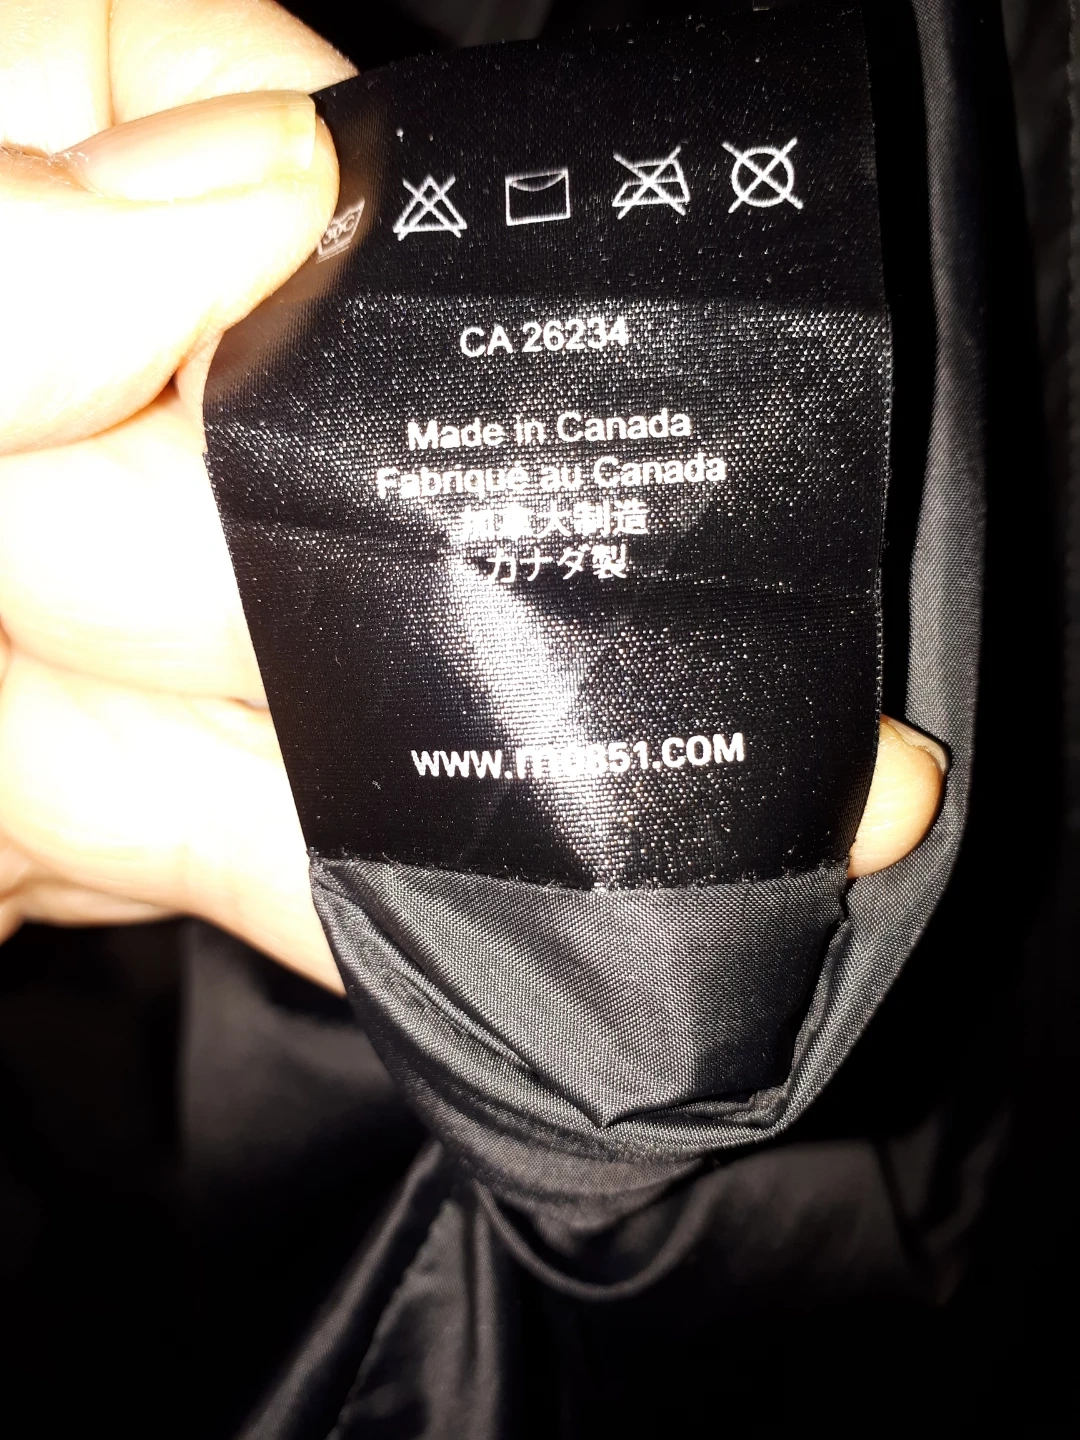 30C
CA 26234
Made in Canada
Fabriqué au Canada
加拿大制造
カナダ製
WWW.m0851.COM